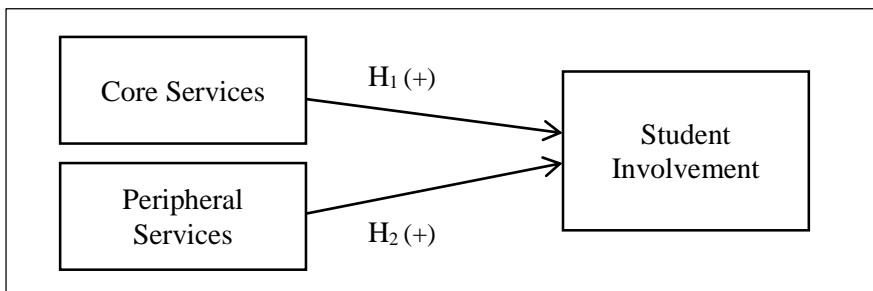 Core Services
H₁ (+)
Student
Involvement
Peripheral
Services
H₂ (+)